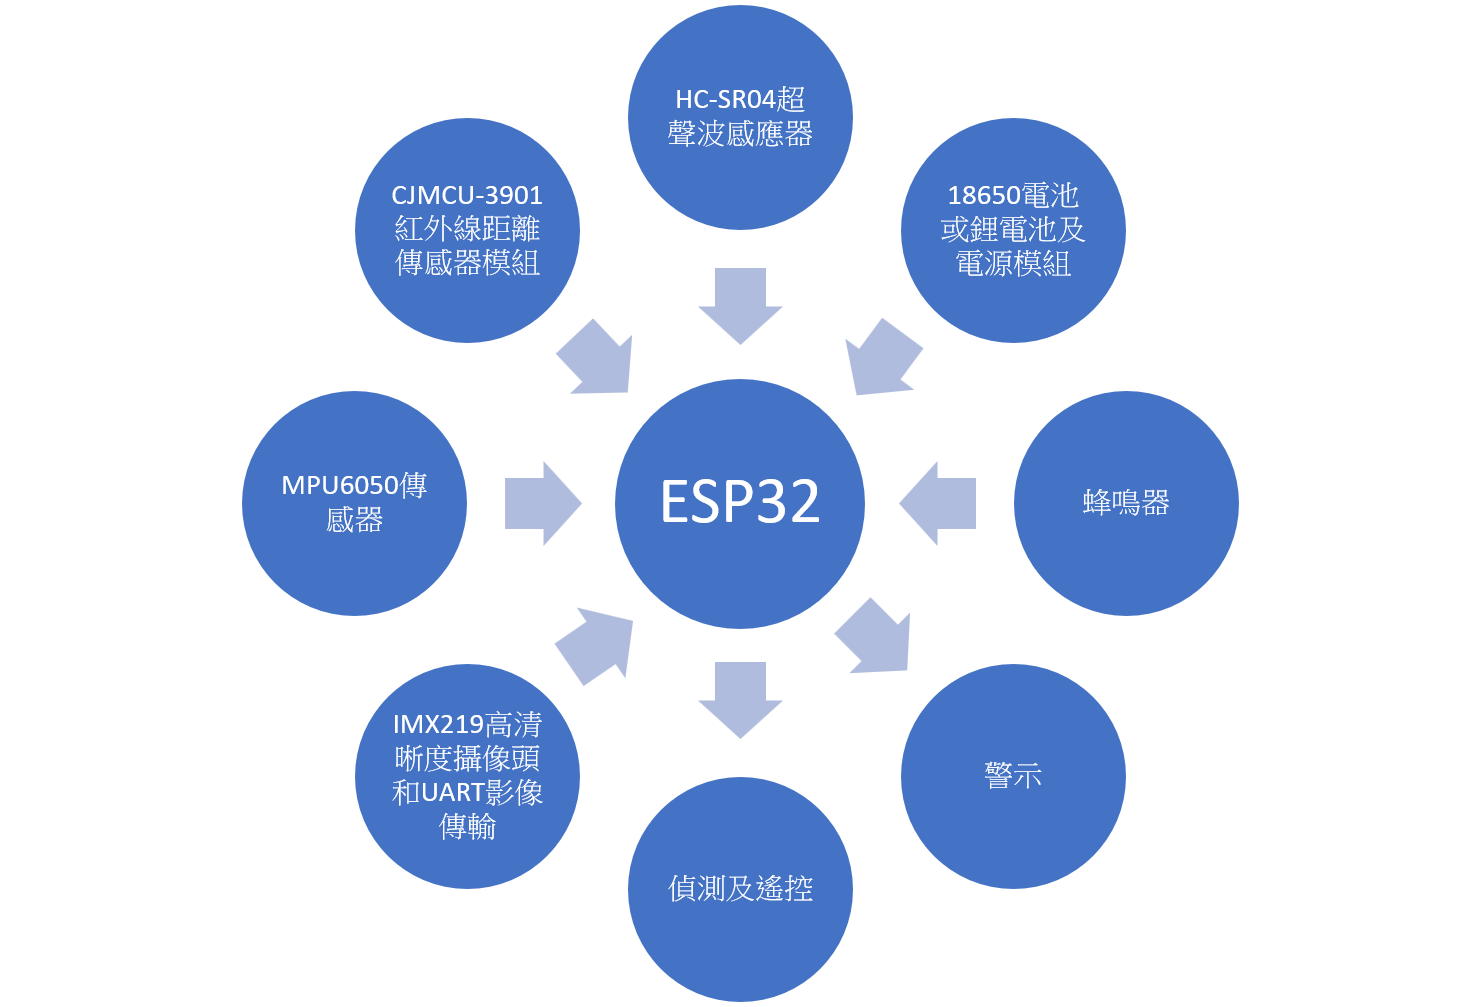 HC-SR04超
聲波感應器
CJMCU-3901
紅外線距離
傳感器模組
18650電池
或鋰電池及
電源模組
MPU6050傳
感器
ESP32
蜂鳴器
IMX219高清
晰度攝像頭
和UART影像
傳輸
警示
偵測及遙控